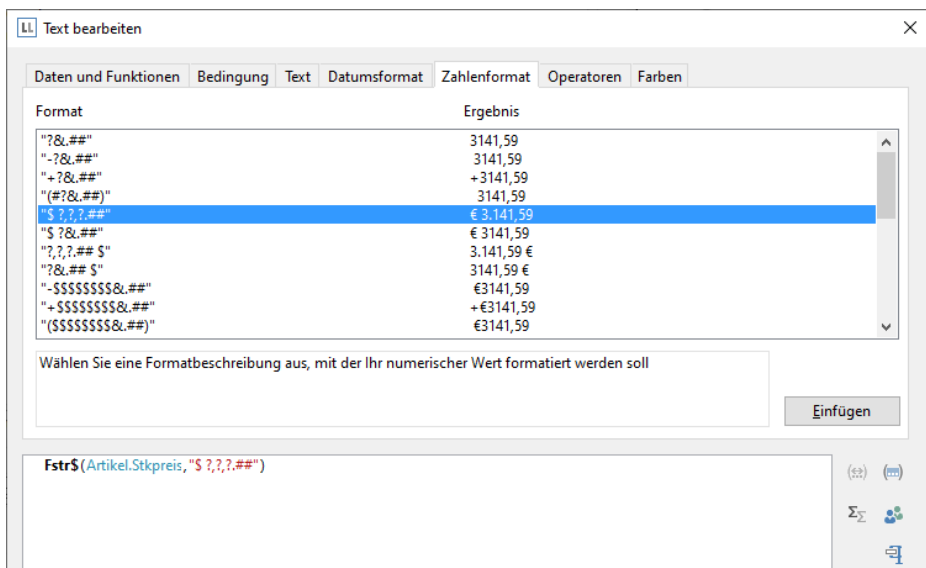 LL Text bearbeiten
Daten und Funktionen Bedingung Text Datumsformat Zahlenformat Operatoren Farben
Format Ergebnis
"?&.##" 3141,59
"-?&.##" 3141,59
"+?&.##" +3141,59
"(#?&.##)" 3141,59
"$ ?,?,?.##" € 3.141,59
"$ ?&.##" € 3141,59
"?,?,?.## $" 3.141,59 €
"?&.## $" 3141,59 €
"-$$$$$$$$&.##" €3141,59
"+$$$$$$$$&.##" +€3141,59
"($$$$$$$$&.##)" €3141,59
Wählen Sie eine Formatbeschreibung aus, mit der Ihr numerischer Wert formatiert werden soll
Einfügen
Fstr$(Artikel.Stkpreis,"$ ?,?,?.##")